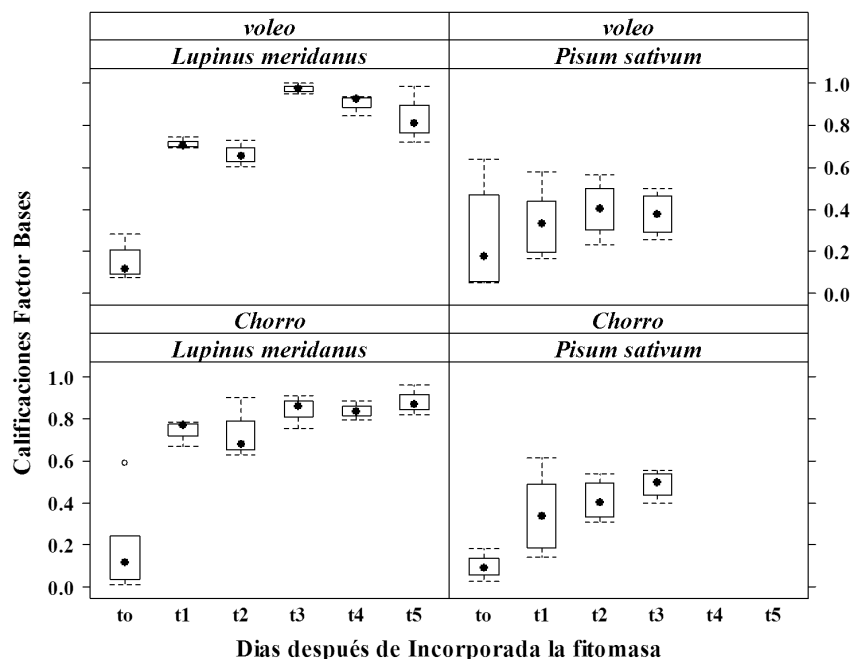 voleo
voleo
Lupinus meridanus
Pisum sativum
1.0
0.8
0.6
0.4
0.2
0.0
Chorro
Chorro
Lupinus meridanus
Pisum sativum
1.0
0.8
0.6
0.4
0.2
0.0
Calificaciones Factor Bases
to t1 t2 t3 t4 t5
to t1 t2 t3 t4 t5
Dias después de Incorporada la fitomasa